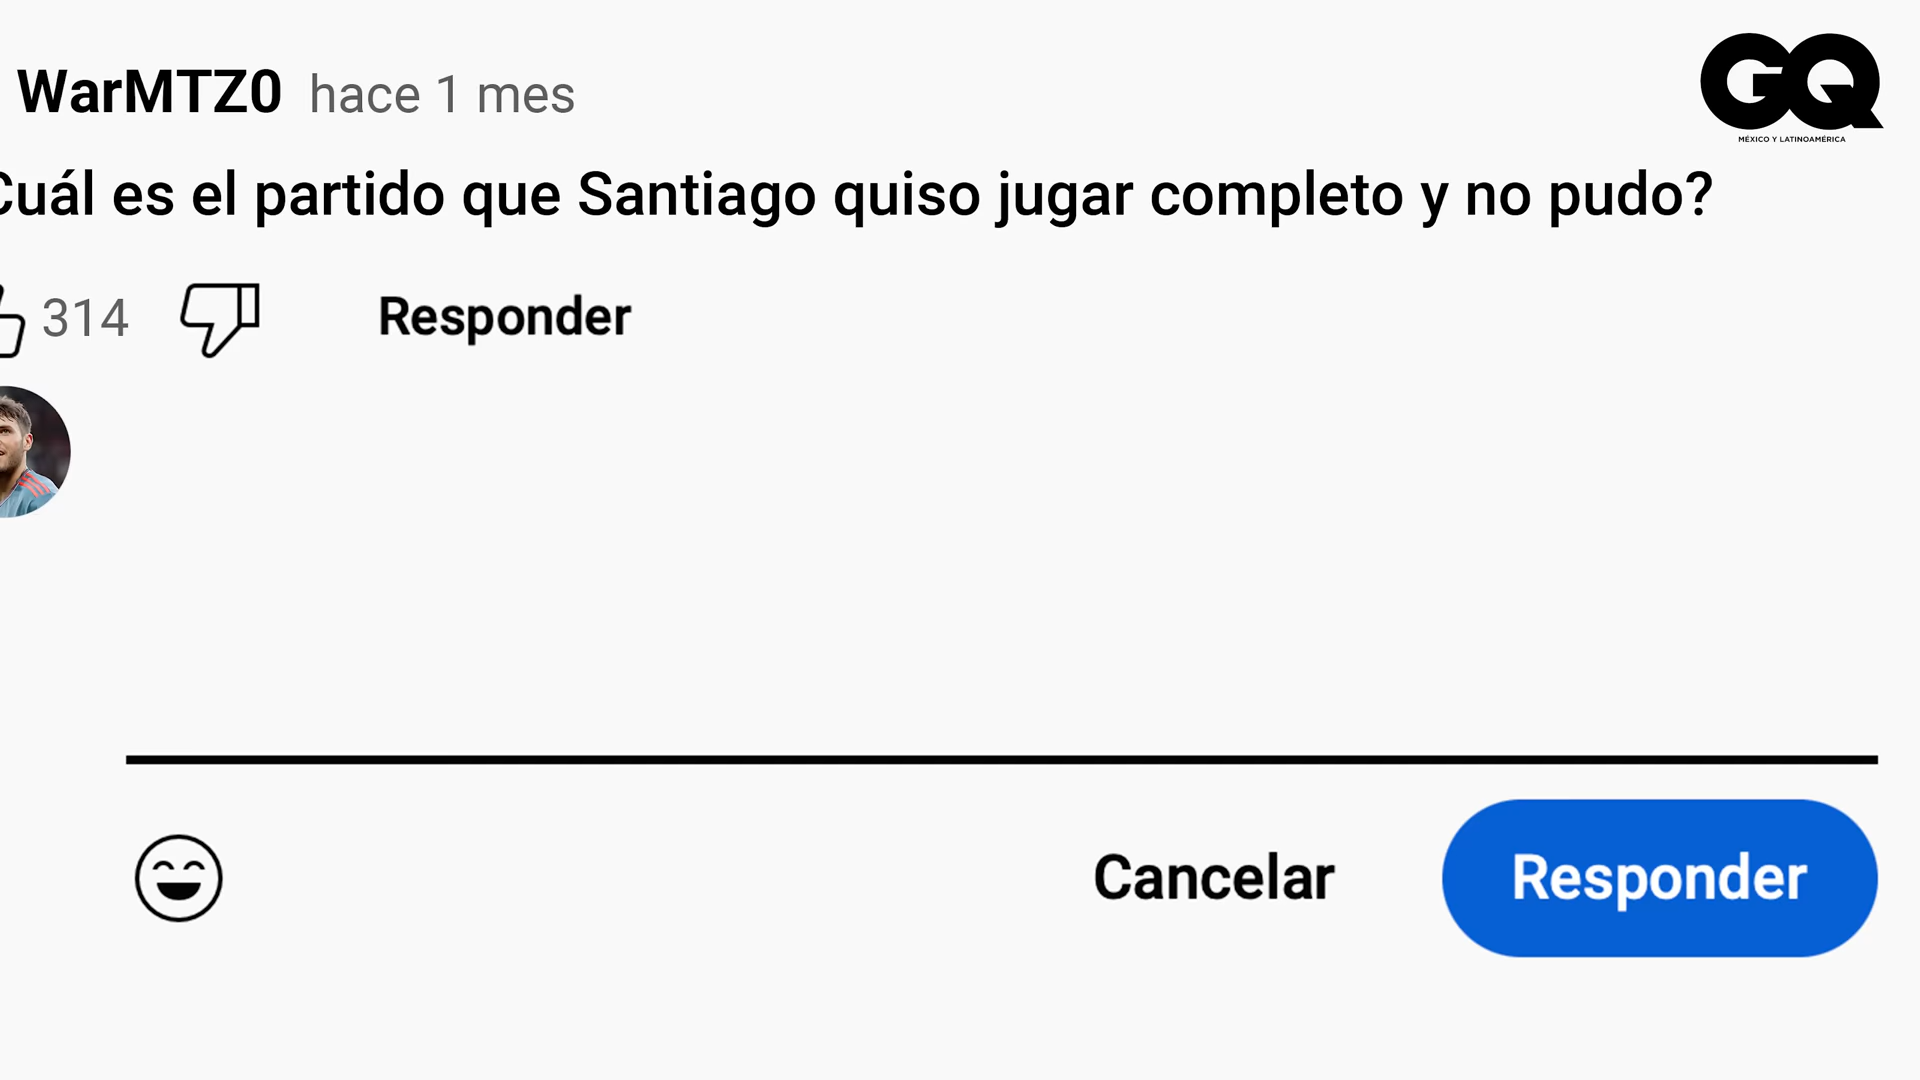 WarMTZ0 hace 1 mes
GQ
MÉXICO Y LATINOAMÉRICA
Cuál es el partido que Santiago quiso jugar completo y no pudo?
314 Responder
Cancelar Responder